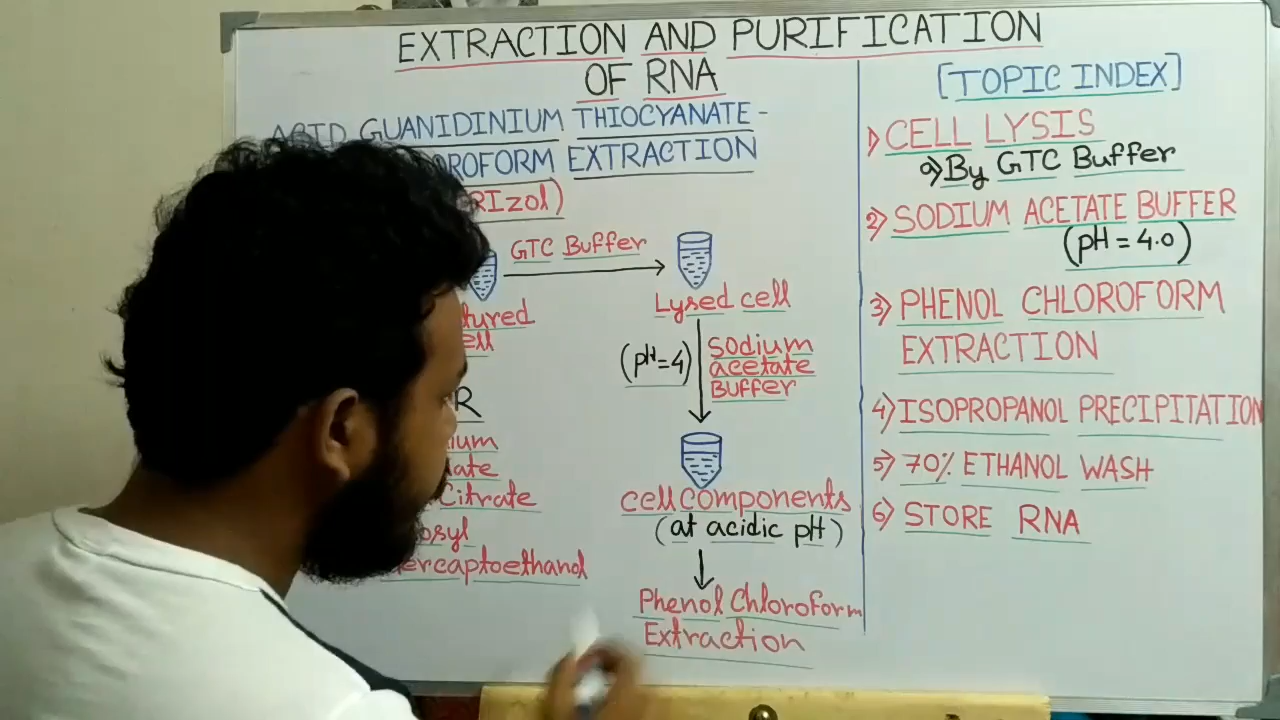 EXTRACTION AND PURIFICATION
OF RNA
ACID GUANIDINIUM THIOCYANATE-
EXTRACTION
GTC Buffer
Lysed cell
(pH=4) sodium
acetate
Buffer
Citrate
cell components
(at acidic pH)
Phenol Chloroform
Extraction
[TOPIC INDEX]
1) CELL LYSIS
a) By GTC Buffer
2) SODIUM ACETATE BUFFER
(pH = 4.0)
3) PHENOL CHLOROFORM
EXTRACTION
4) ISOPROPANOL PRECIPITATION
5) 70% ETHANOL WASH
6) STORE RNA